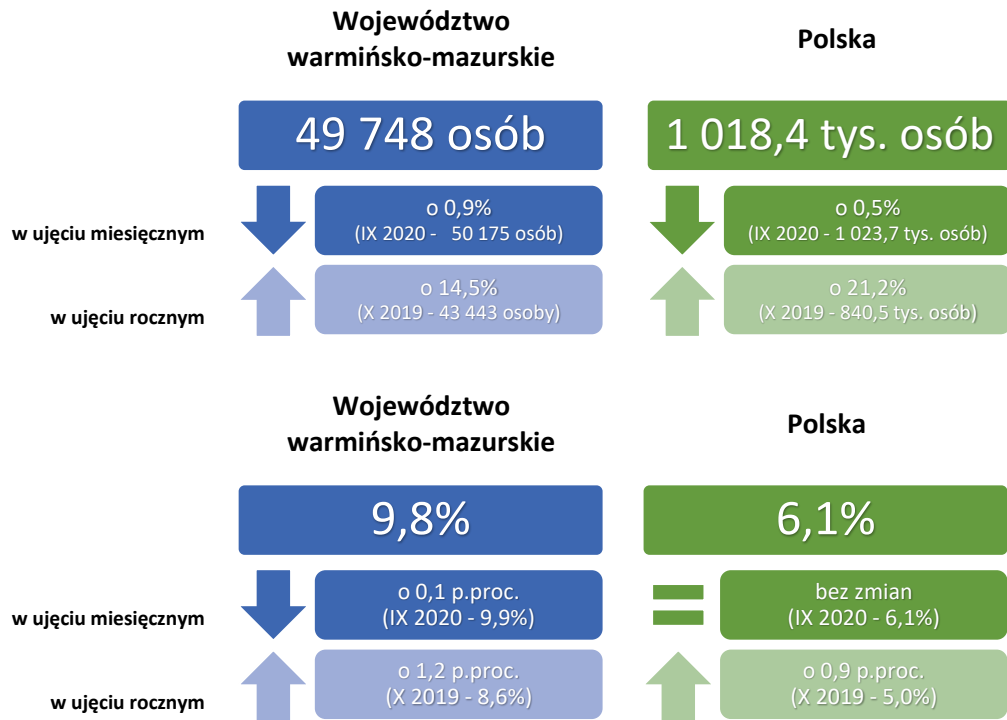 Województwo
warmińsko-mazurskie
Polska
49 748 osób
1 018,4 tys. osób
w ujęciu miesięcznym
o 0,9%
(IX 2020 - 50 175 osób)
o 0,5%
(IX 2020 - 1 023,7 tys. osób)
w ujęciu rocznym
o 14,5%
(X 2019 - 43 443 osoby)
o 21,2%
(X 2019 - 840,5 tys. osób)
Województwo
warmińsko-mazurskie
Polska
9,8%
6,1%
w ujęciu miesięcznym
o 0,1 p.proc.
(IX 2020 - 9,9%)
bez zmian
(IX 2020 - 6,1%)
w ujęciu rocznym
o 1,2 p.proc.
(X 2019 - 8,6%)
o 0,9 p.proc.
(X 2019 - 5,0%)